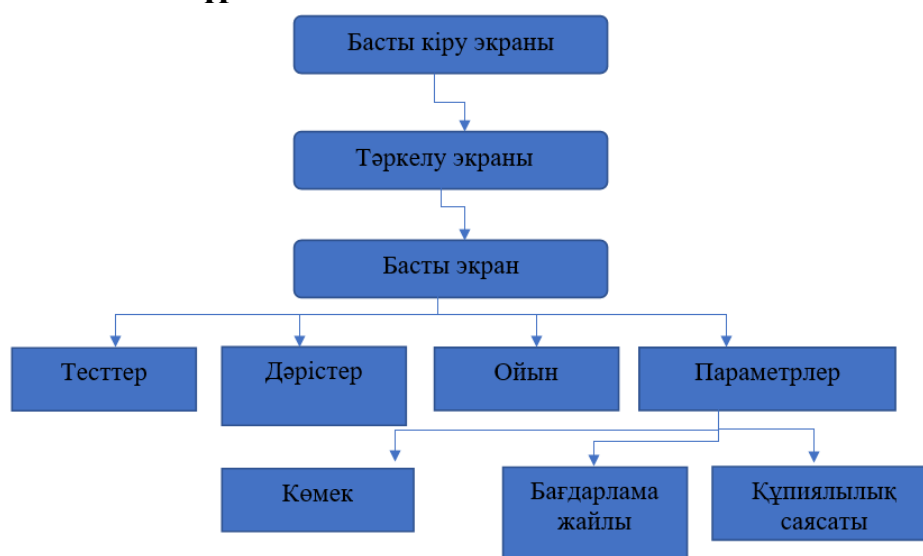 Басты кіру экраны
Тәркелу экраны
Басты экран
Тесттер
Дәрістер
Ойын
Параметрлер
Көмек
Бағдарлама
жайлы
Құпиялылық
саясаты